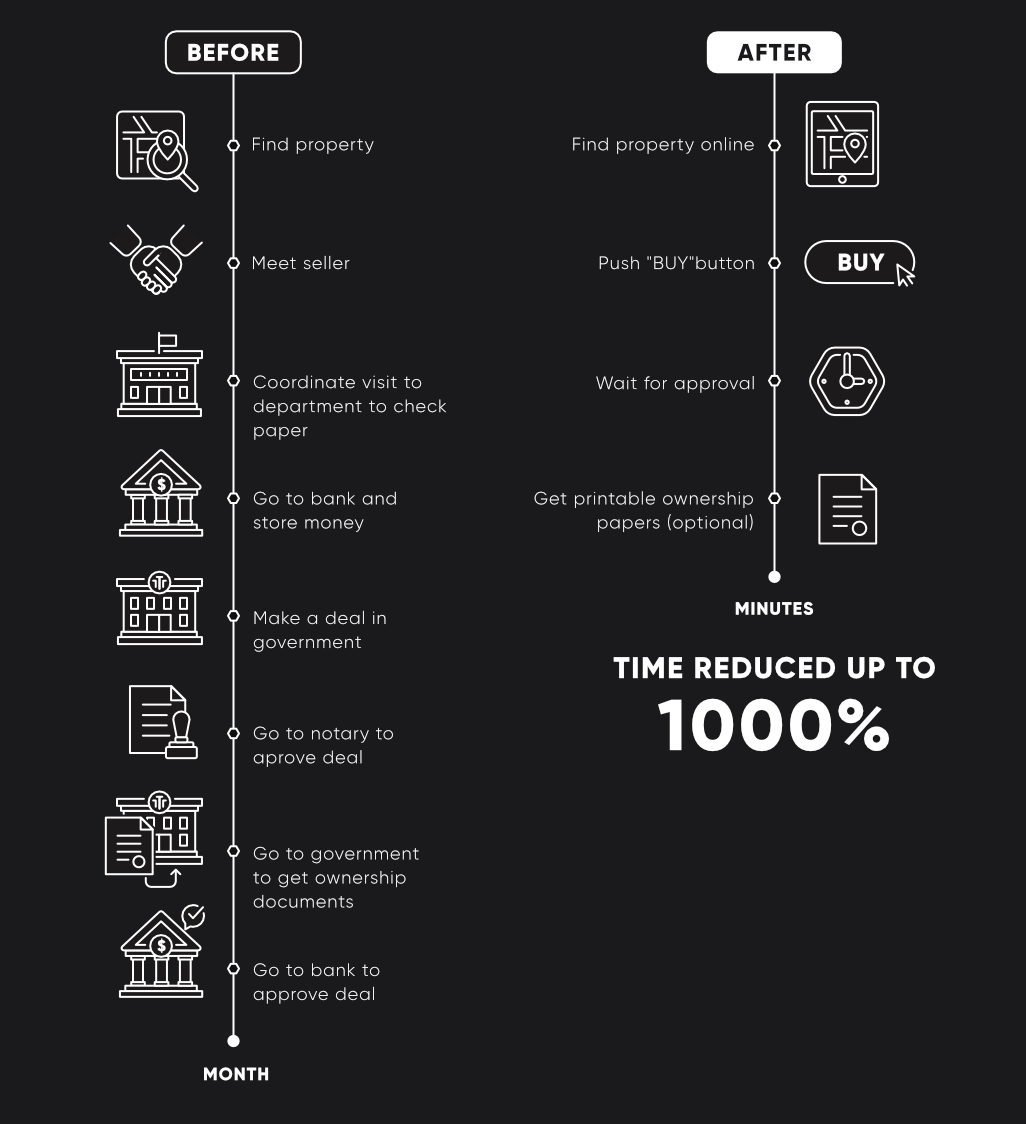 BEFORE
Find property
Meet seller
Coordinate visit to
department to check
paper
$
Go to bank and
store money
Make a deal in
government
Go to notary to
aprove deal
Go to government
to get ownership
documents
$
Go to bank to
approve deal
MONTH
AFTER
Find property online
Push "BUY"button
BUY
Wait for approval
Get printable ownership
papers (optional)
MINUTES
TIME REDUCED UP TO
1000%